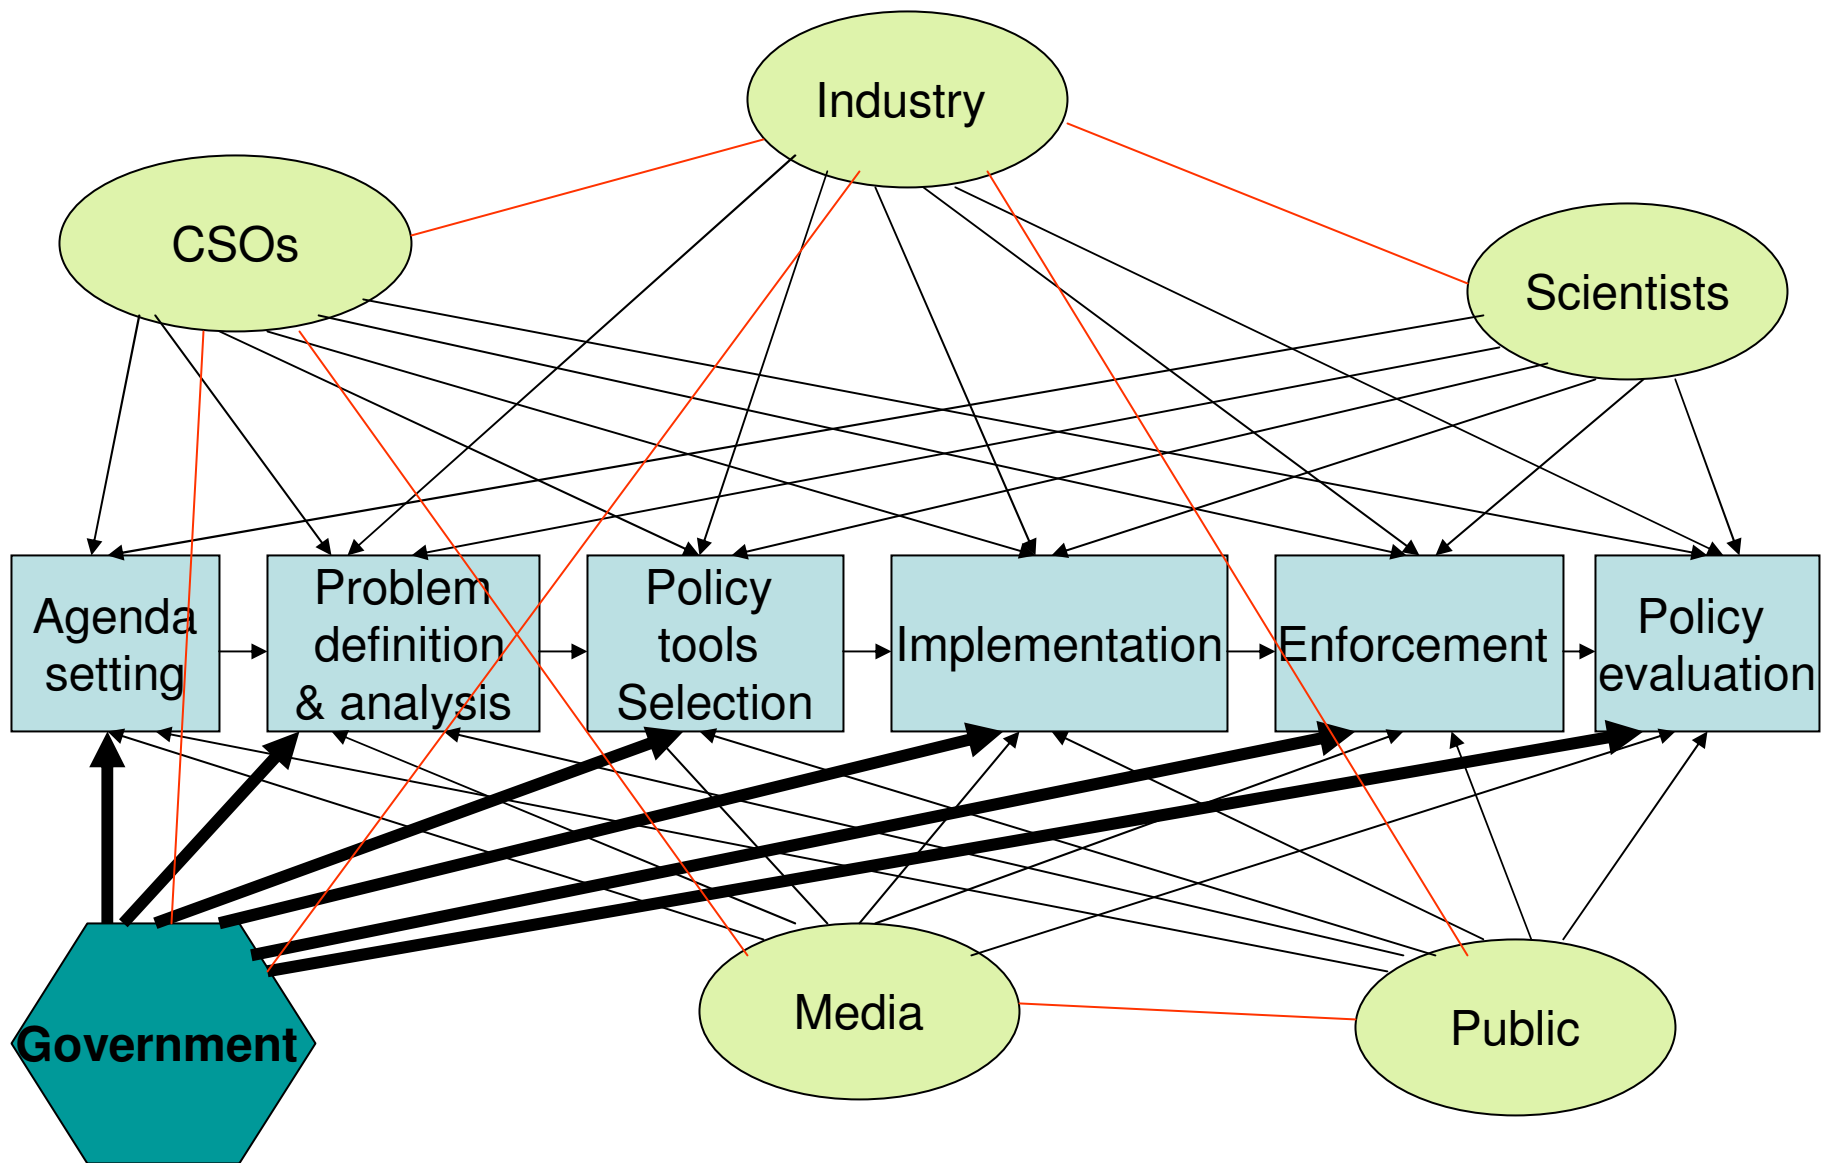 Industry
CSOs
Scientists
Agenda
setting
Problem
definition
& analysis
Policy
tools
Selection
Implementation
Enforcement
Policy
evaluation
Government
Media
Public